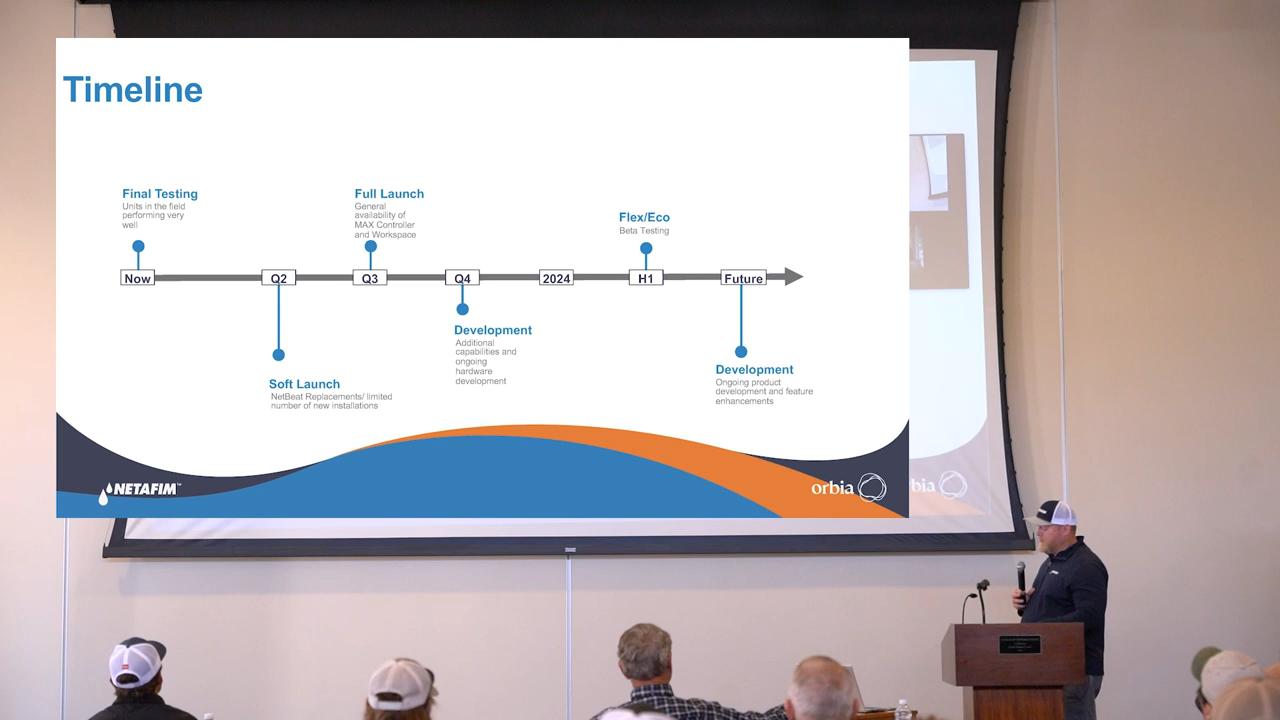 Timeline
Final Testing
Units in the field
performing very
well
Full Launch
General
availability of
MAX Controller
and Workspace
Flex/Eco
Beta Testing
Now
Q2
Q3
Q4
2024
H1
Future
Development
Additional
capabilities and
ongoing
hardware
development
Development
Ongoing product
development and feature
enhancements
Soft Launch
NetBeat Replacements/ limited
number of new installations
NETAFIM™
orbia
bia